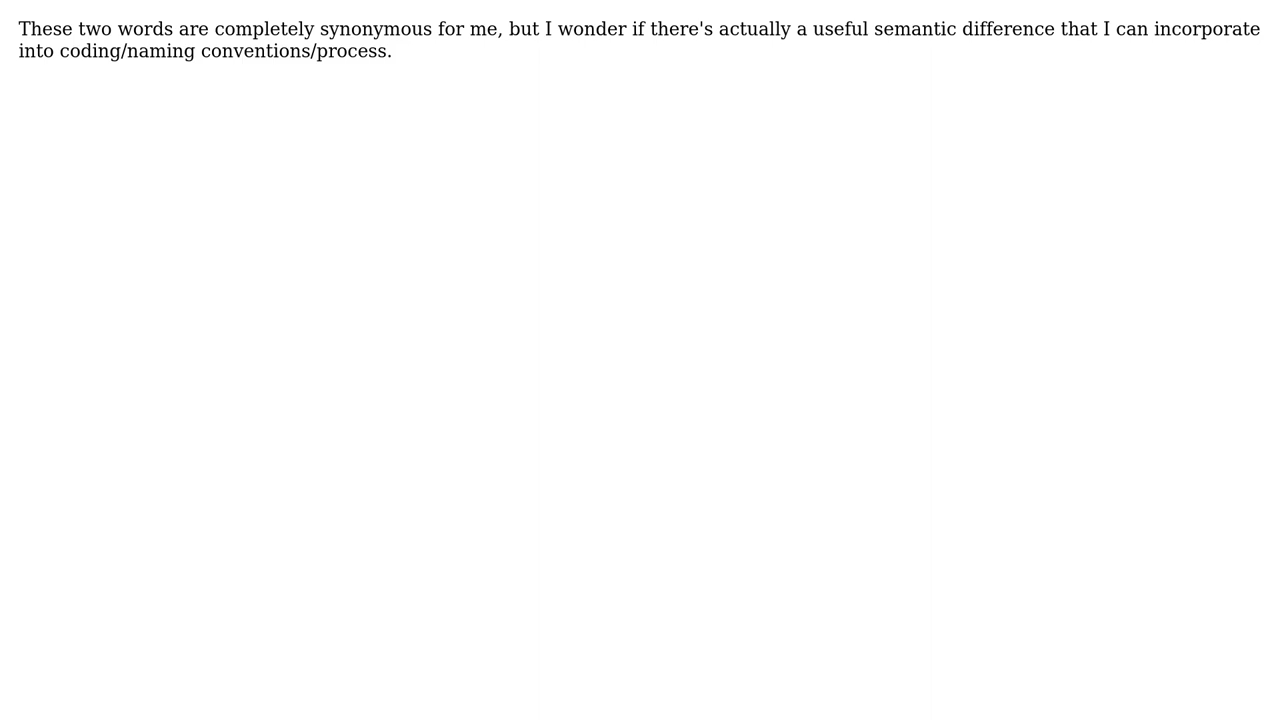 These two words are completely synonymous for me, but I wonder if there's actually a useful semantic difference that I can incorporate
into coding/naming conventions/process.